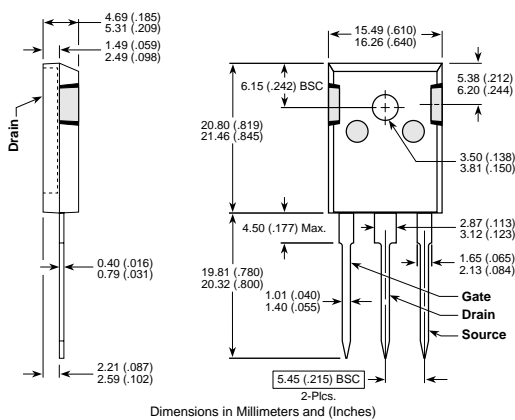 4.69 (.185)
5.31 (.209)
1.49 (.059)
2.49 (.098)
15.49 (.610)
16.26 (.640)
6.15 (.242) BSC
5.38 (.212)
6.20 (.244)
Drain
20.80 (.819)
21.46 (.845)
3.50 (.138)
3.81 (.150)
4.50 (.177) Max.
2.87 (.113)
3.12 (.123)
0.40 (.016)
0.79 (.031)
19.81 (.780)
20.32 (.800)
1.65 (.065)
2.13 (.084)
1.01 (.040)
1.40 (.055)
Gate
Drain
Source
2.21 (.087)
2.59 (.102)
5.45 (.215) BSC
2-Plcs.
Dimensions in Millimeters and (Inches)